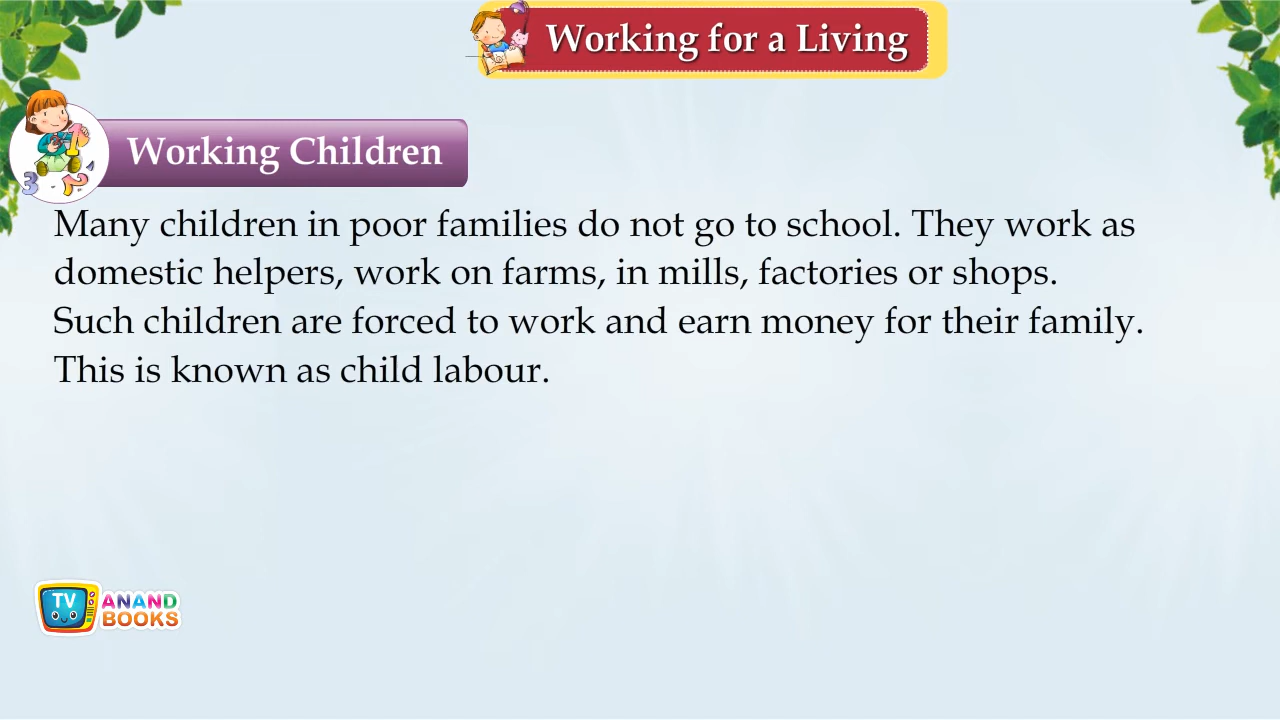 Working for a Living
Working Children
Many children in poor families do not go to school. They work as
domestic helpers, work on farms, in mills, factories or shops.
Such children are forced to work and earn money for their family.
This is known as child labour.
TV
ANAND
BOOKS